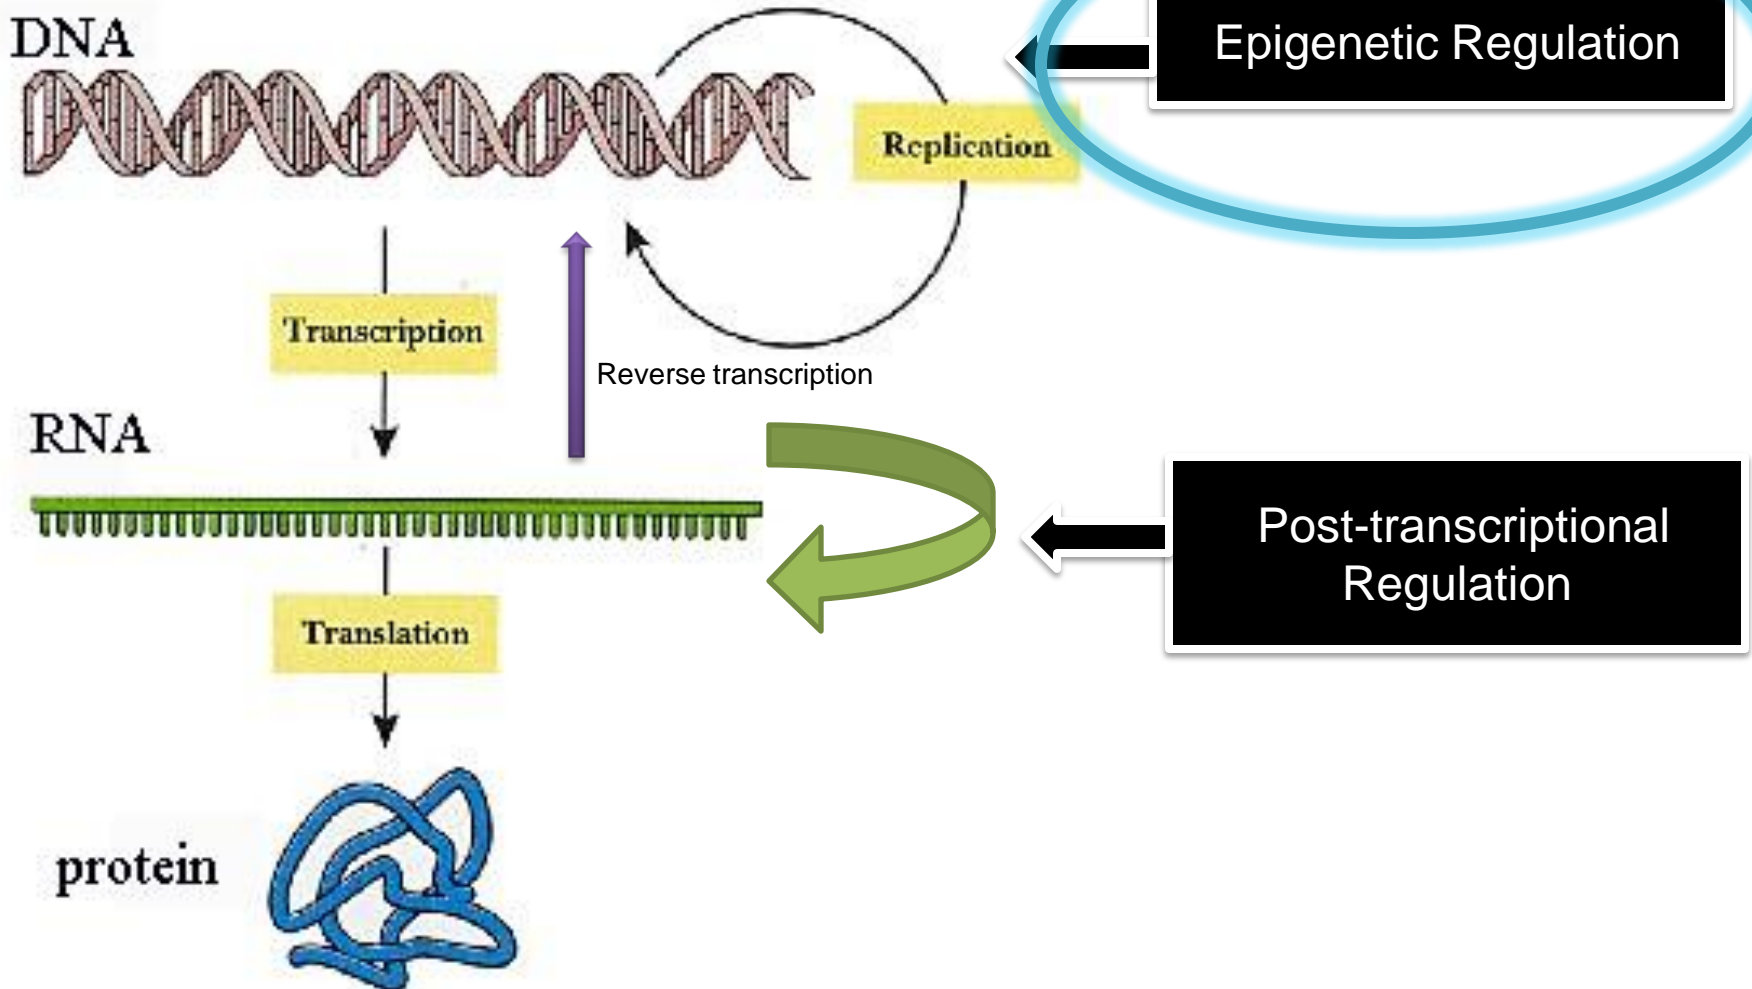 DNA
Epigenetic Regulation
Replication
Transcription
Reverse transcription
RNA
Post-transcriptional
Regulation
Translation
protein